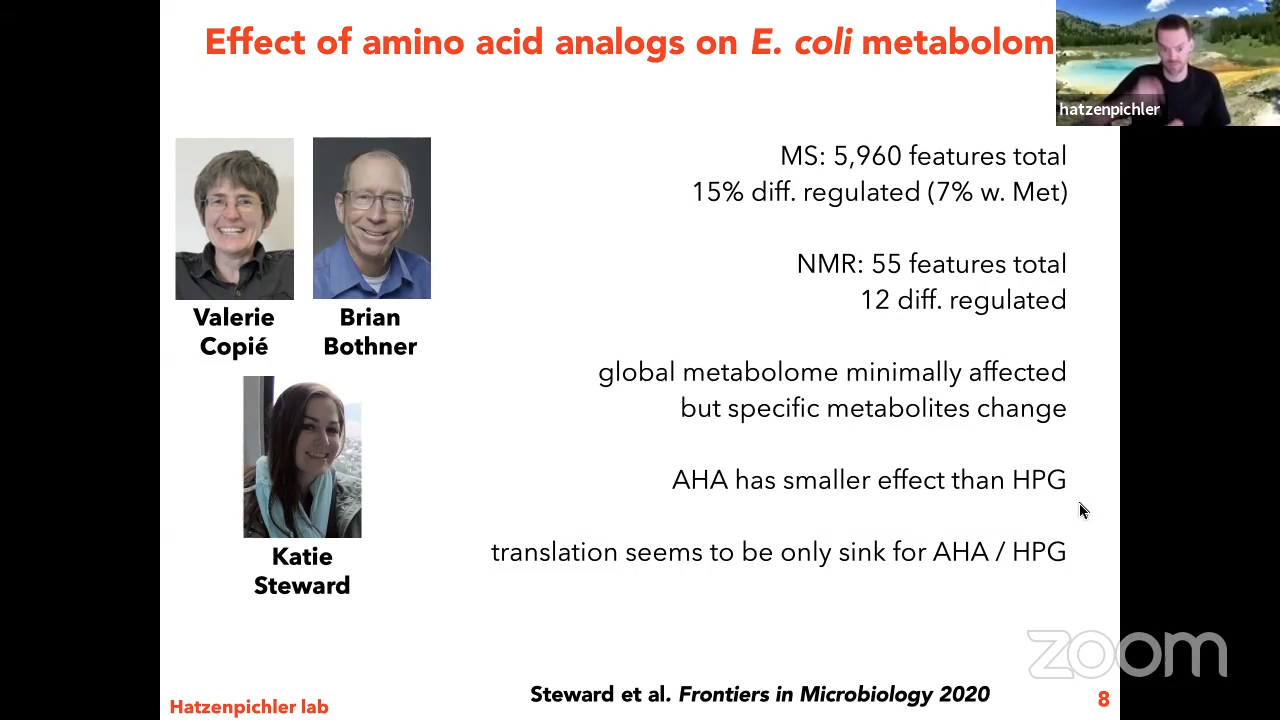 Effect of amino acid analogs on E. coli metabolom
hatzenpichler
MS: 5,960 features total
15% diff. regulated (7% w. Met)
NMR: 55 features total
12 diff. regulated
Valerie
Copié
Brian
Bothner
global metabolome minimally affected
but specific metabolites change
AHA has smaller effect than HPG
translation seems to be only sink for AHA / HPG
Katie
Steward
zoom
Steward et al. Frontiers in Microbiology 2020
Hatzenpichler lab
8